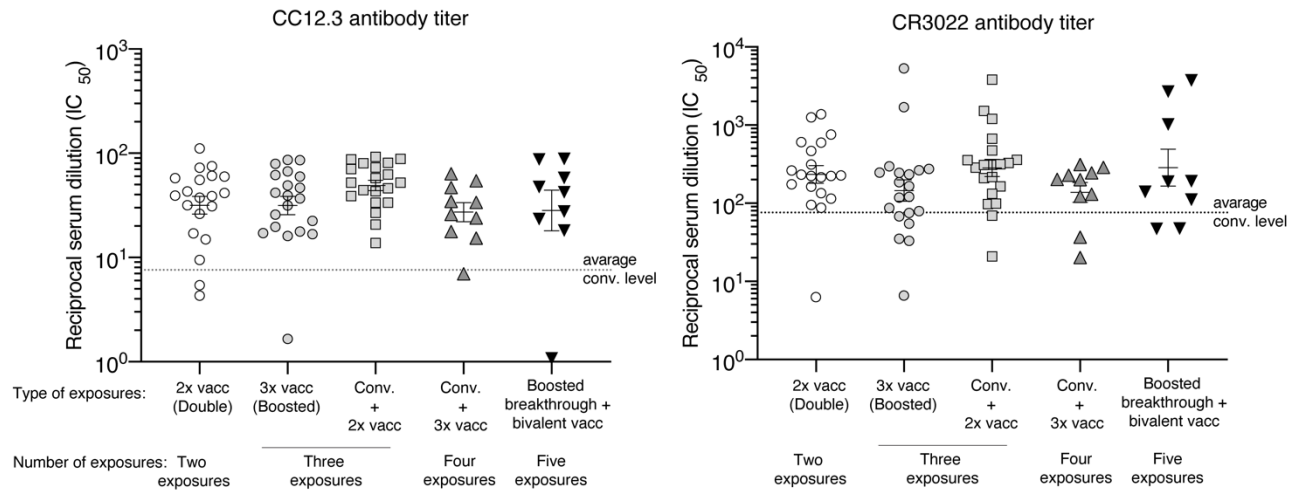 CC12.3 antibody titer
Reciprocal serum dilution (IC 50)
10³
10²
10¹
10⁰
avarage
conv. level
Type of exposures:
2x vacc
(Double)
3x vacc
(Boosted)
Conv.
+
2x vacc
Conv.
+
3x vacc
Boosted
breakthrough +
bivalent vacc
Number of exposures:
Two
exposures
Three
exposures
Four
exposures
Five
exposures
CR3022 antibody titer
Reciprocal serum dilution (IC 50)
10⁴
10³
10²
10¹
10⁰
avarage
conv. level
2x vacc
(Double)
3x vacc
(Boosted)
Conv.
+
2x vacc
Conv.
+
3x vacc
Boosted
breakthrough +
bivalent vacc
Two
exposures
Three
exposures
Four
exposures
Five
exposures